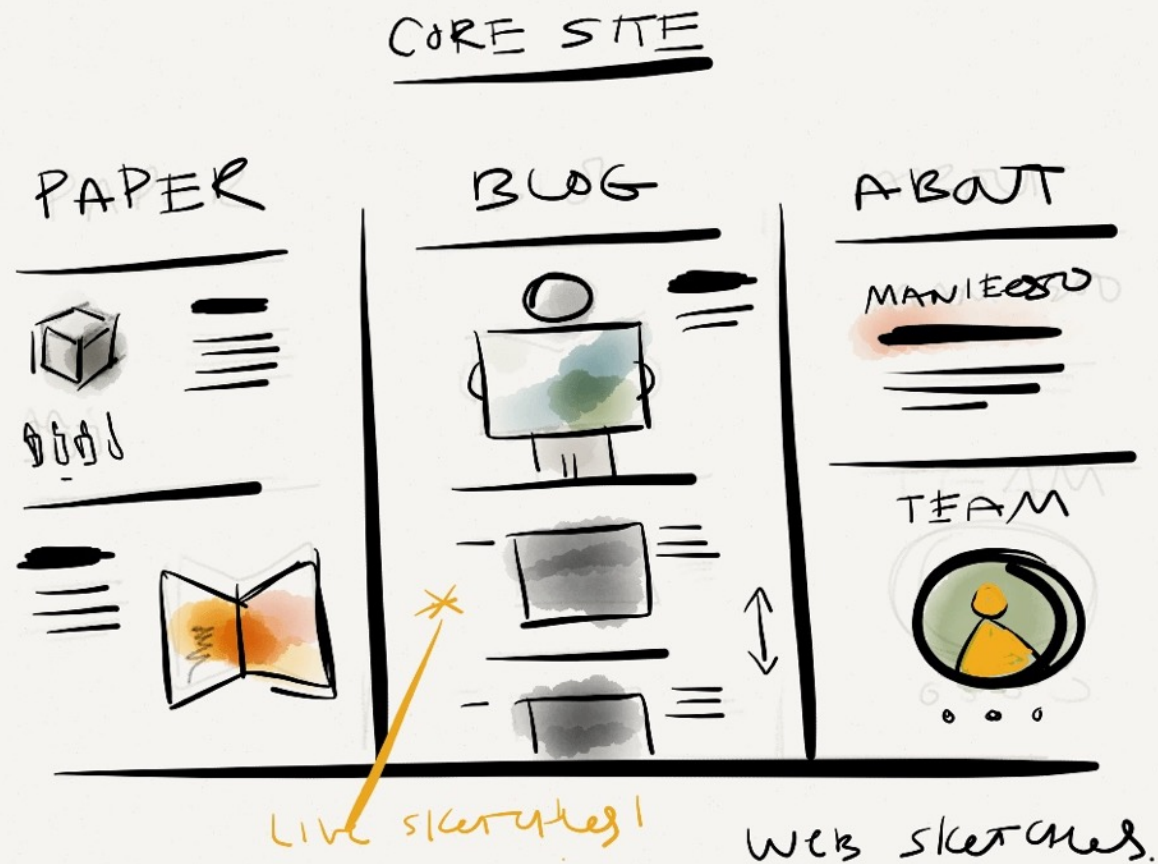 CORE SITE
PAPER
BLOG
ABOUT
MANIFESTO
TEAM
LIVE SKETCHES!
WEB SKETCHES.